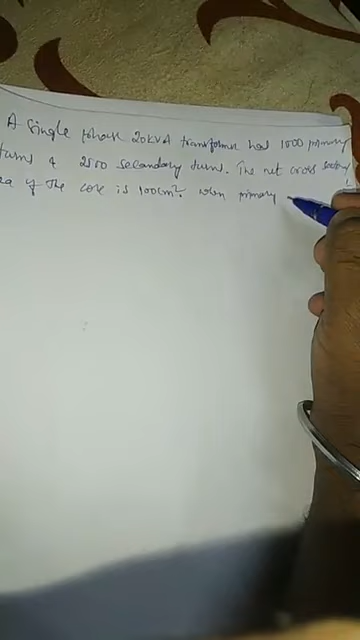 A Single phase 20KVA transformer has 1000 primary
turns & 2500 secondary turns. The net cross section
area of the core is 100cm². when primary